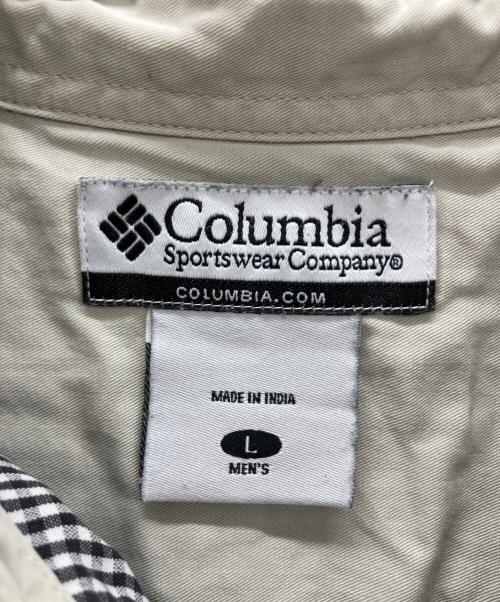 Columbia
Sportswear Company®
COLUMBIA.COM
MADE IN INDIA
L
MEN'S